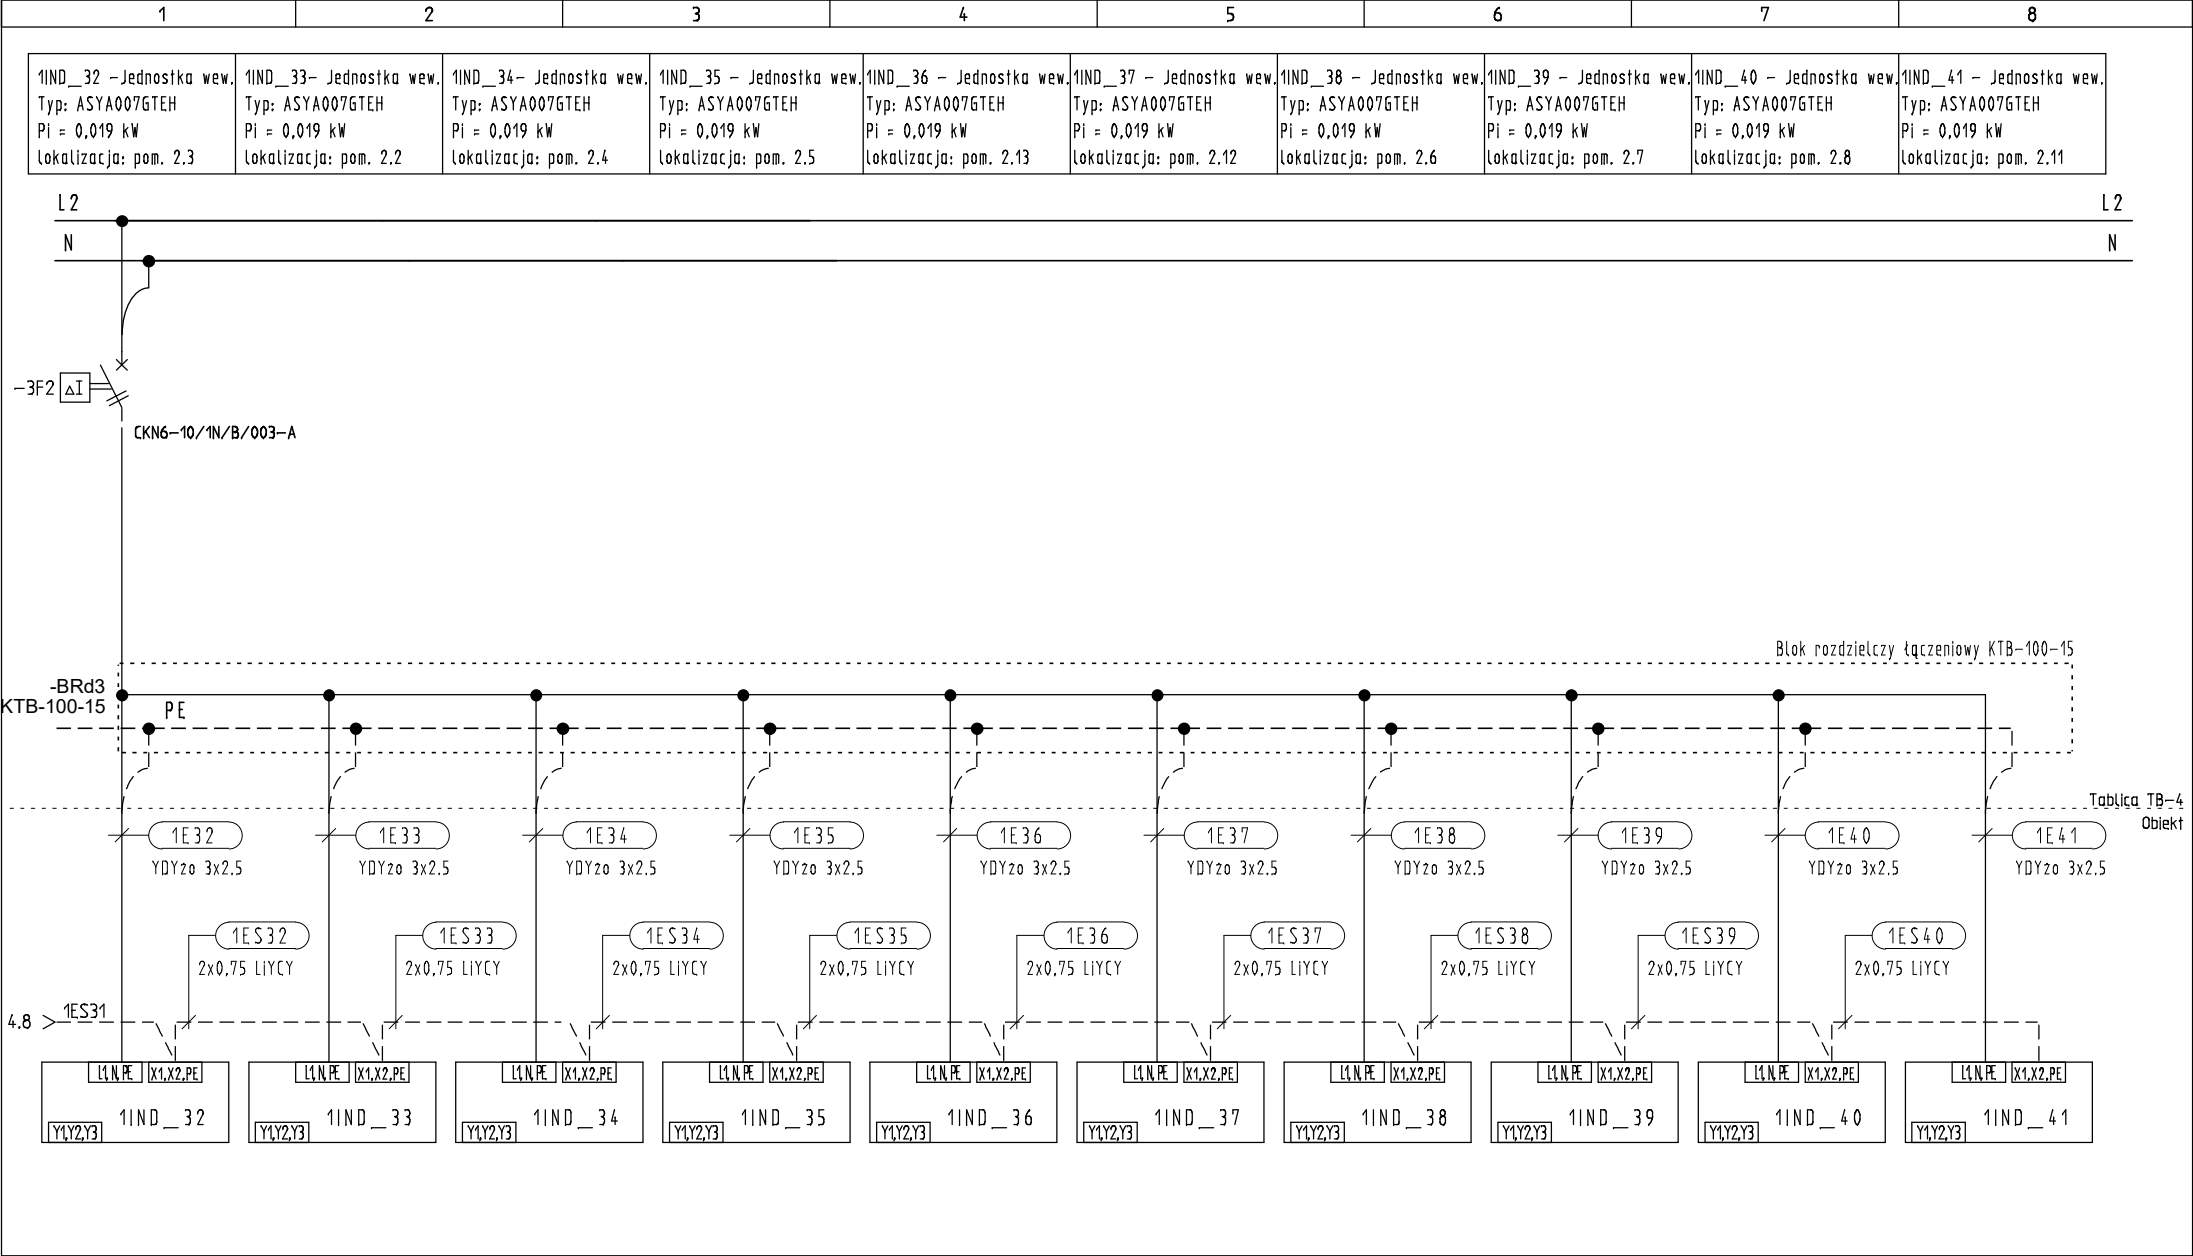 1 2 3 4 5 6 7 8
1IND_32 -Jednostka wew.
Typ: ASYA007GTEH
Pi = 0,019 kW
lokalizacja: pom. 2.3
1IND_33- Jednostka wew.
Typ: ASYA007GTEH
Pi = 0,019 kW
lokalizacja: pom. 2.2
1IND_34- Jednostka wew.
Typ: ASYA007GTEH
Pi = 0,019 kW
lokalizacja: pom. 2.4
1IND_35 - Jednostka wew.
Typ: ASYA007GTEH
Pi = 0,019 kW
lokalizacja: pom. 2.5
1IND_36 - Jednostka wew.
Typ: ASYA007GTEH
Pi = 0,019 kW
lokalizacja: pom. 2.13
1IND_37 - Jednostka wew.
Typ: ASYA007GTEH
Pi = 0,019 kW
lokalizacja: pom. 2.12
1IND_38 - Jednostka wew.
Typ: ASYA007GTEH
Pi = 0,019 kW
lokalizacja: pom. 2.6
1IND_39 - Jednostka wew.
Typ: ASYA007GTEH
Pi = 0,019 kW
lokalizacja: pom. 2.7
1IND_40 - Jednostka wew.
Typ: ASYA007GTEH
Pi = 0,019 kW
lokalizacja: pom. 2.8
1IND_41 - Jednostka wew.
Typ: ASYA007GTEH
Pi = 0,019 kW
lokalizacja: pom. 2.11
L2 L2
N N
-3F2 ΔI
CKN6-10/1N/B/003-A
Blok rozdzielczy łączeniowy KTB-100-15
-BRd3
KTB-100-15
PE
Tablica TB-4
Obiekt
1E32 1E33 1E34 1E35 1E36 1E37 1E38 1E39 1E40 1E41
YDYżo 3x2.5 YDYżo 3x2.5 YDYżo 3x2.5 YDYżo 3x2.5 YDYżo 3x2.5 YDYżo 3x2.5 YDYżo 3x2.5 YDYżo 3x2.5 YDYżo 3x2.5 YDYżo 3x2.5
1ES32 1ES33 1ES34 1ES35 1E36 1ES37 1ES38 1ES39 1ES40
2x0,75 LiYCY 2x0,75 LiYCY 2x0,75 LiYCY 2x0,75 LiYCY 2x0,75 LiYCY 2x0,75 LiYCY 2x0,75 LiYCY 2x0,75 LiYCY 2x0,75 LiYCY
4.8 1ES31
L1,N,PE X1,X2,PE L1,N,PE X1,X2,PE L1,N,PE X1,X2,PE L1,N,PE X1,X2,PE L1,N,PE X1,X2,PE L1,N,PE X1,X2,PE L1,N,PE X1,X2,PE L1,N,PE X1,X2,PE L1,N,PE X1,X2,PE L1,N,PE X1,X2,PE
1IND_32 1IND_33 1IND_34 1IND_35 1IND_36 1IND_37 1IND_38 1IND_39 1IND_40 1IND_41
Y1,Y2,Y3 Y1,Y2,Y3 Y1,Y2,Y3 Y1,Y2,Y3 Y1,Y2,Y3 Y1,Y2,Y3 Y1,Y2,Y3 Y1,Y2,Y3 Y1,Y2,Y3 Y1,Y2,Y3